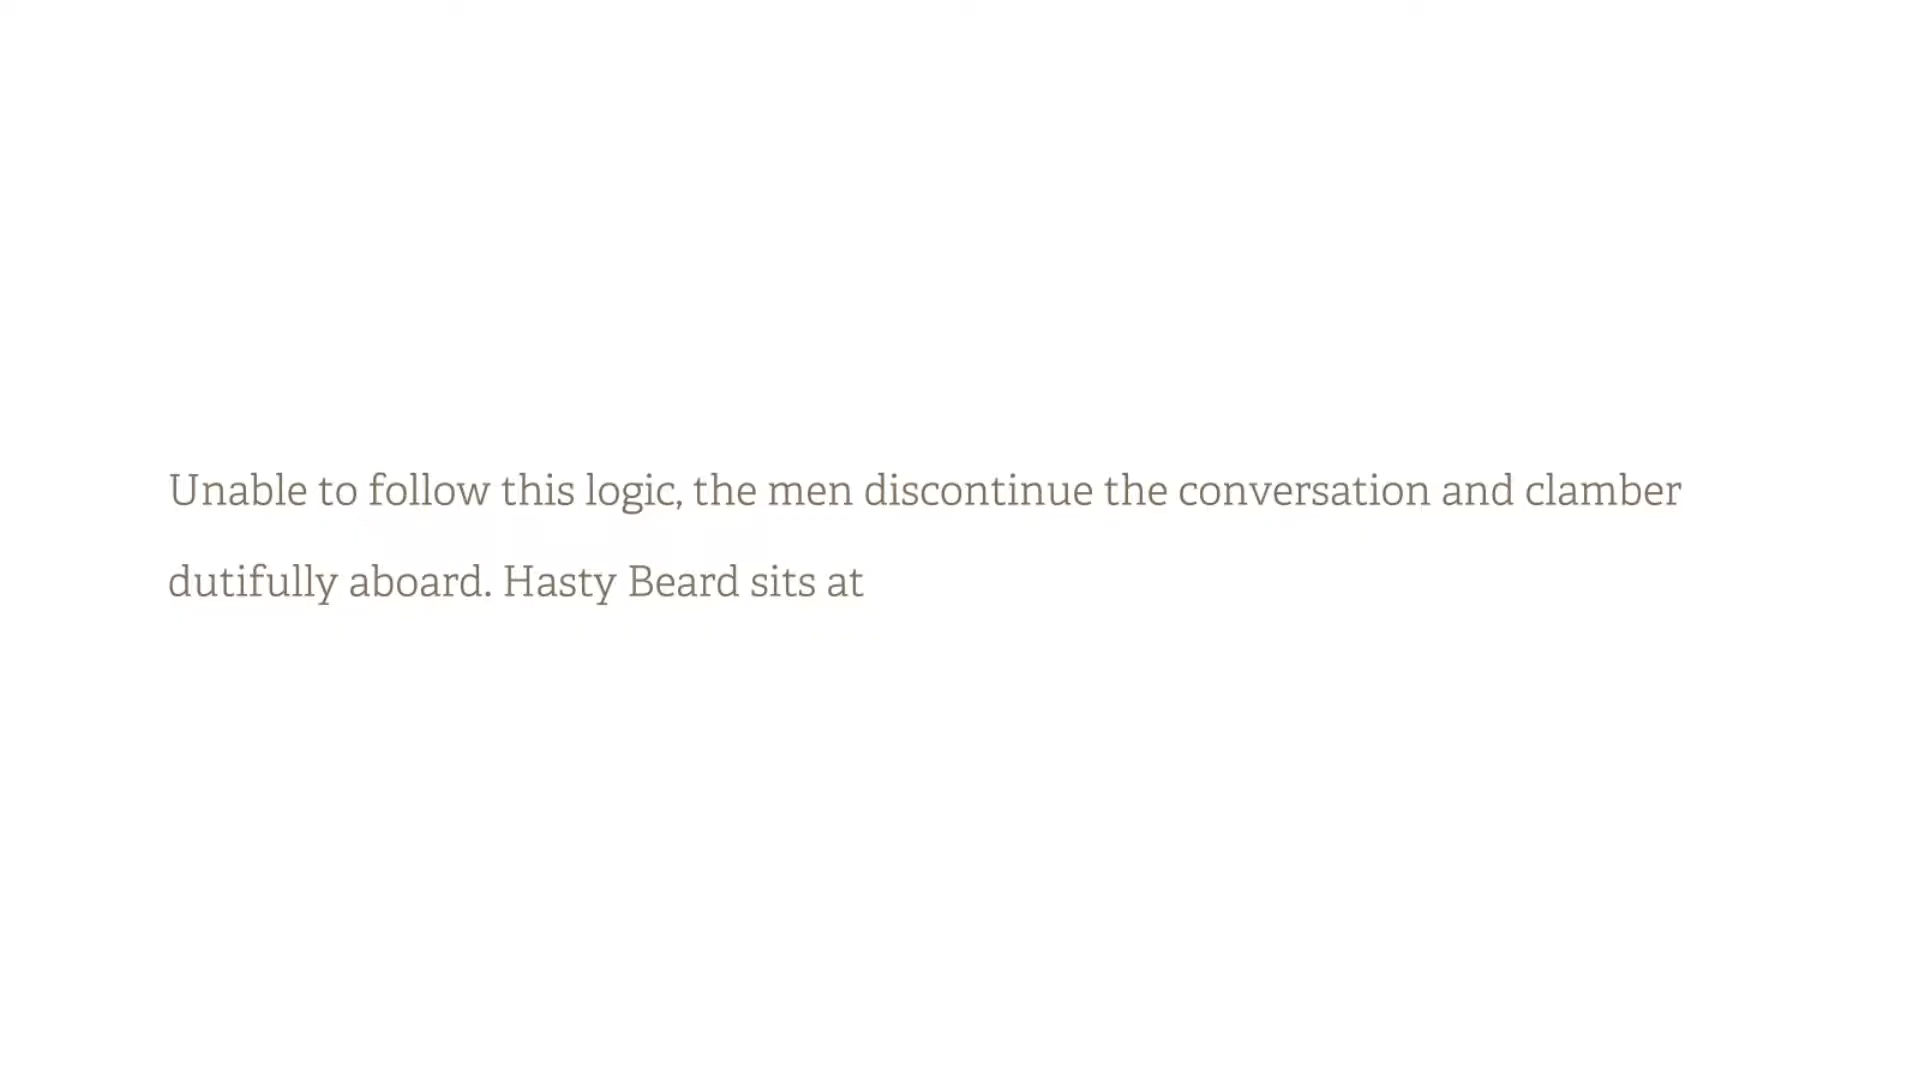 Unable to follow this logic, the men discontinue the conversation and clamber
dutifully aboard. Hasty Beard sits at